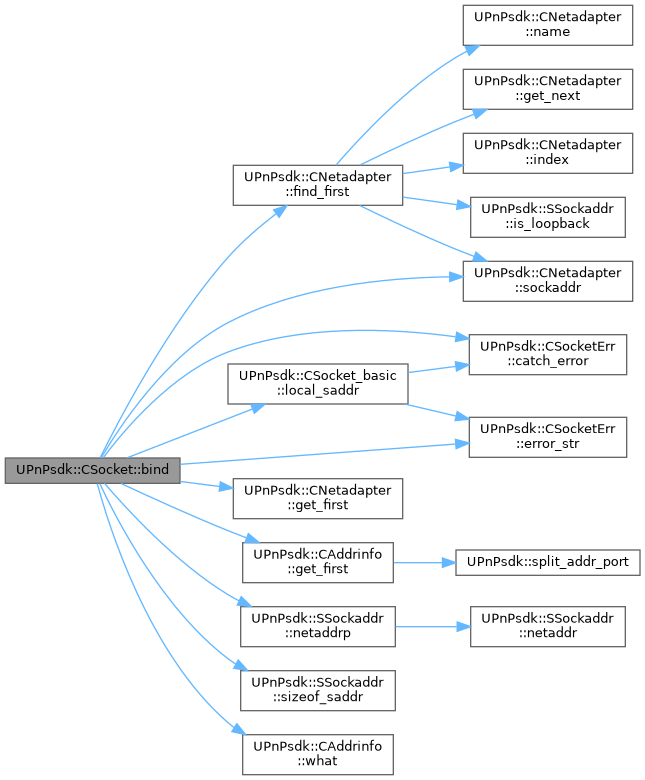 UPnPsdk::CNetadapter
::name
UPnPsdk::CNetadapter
::get_next
UPnPsdk::CNetadapter
::index
UPnPsdk::CNetadapter
::find_first
UPnPsdk::SSockaddr
::is_loopback
UPnPsdk::CNetadapter
::sockaddr
UPnPsdk::CSocketErr
::catch_error
UPnPsdk::CSocket_basic
::local_saddr
UPnPsdk::CSocketErr
::error_str
UPnPsdk::CSocket::bind
UPnPsdk::CNetadapter
::get_first
UPnPsdk::CAddrinfo
::get_first
UPnPsdk::split_addr_port
UPnPsdk::SSockaddr
::netaddrp
UPnPsdk::SSockaddr
::netaddr
UPnPsdk::SSockaddr
::sizeof_saddr
UPnPsdk::CAddrinfo
::what